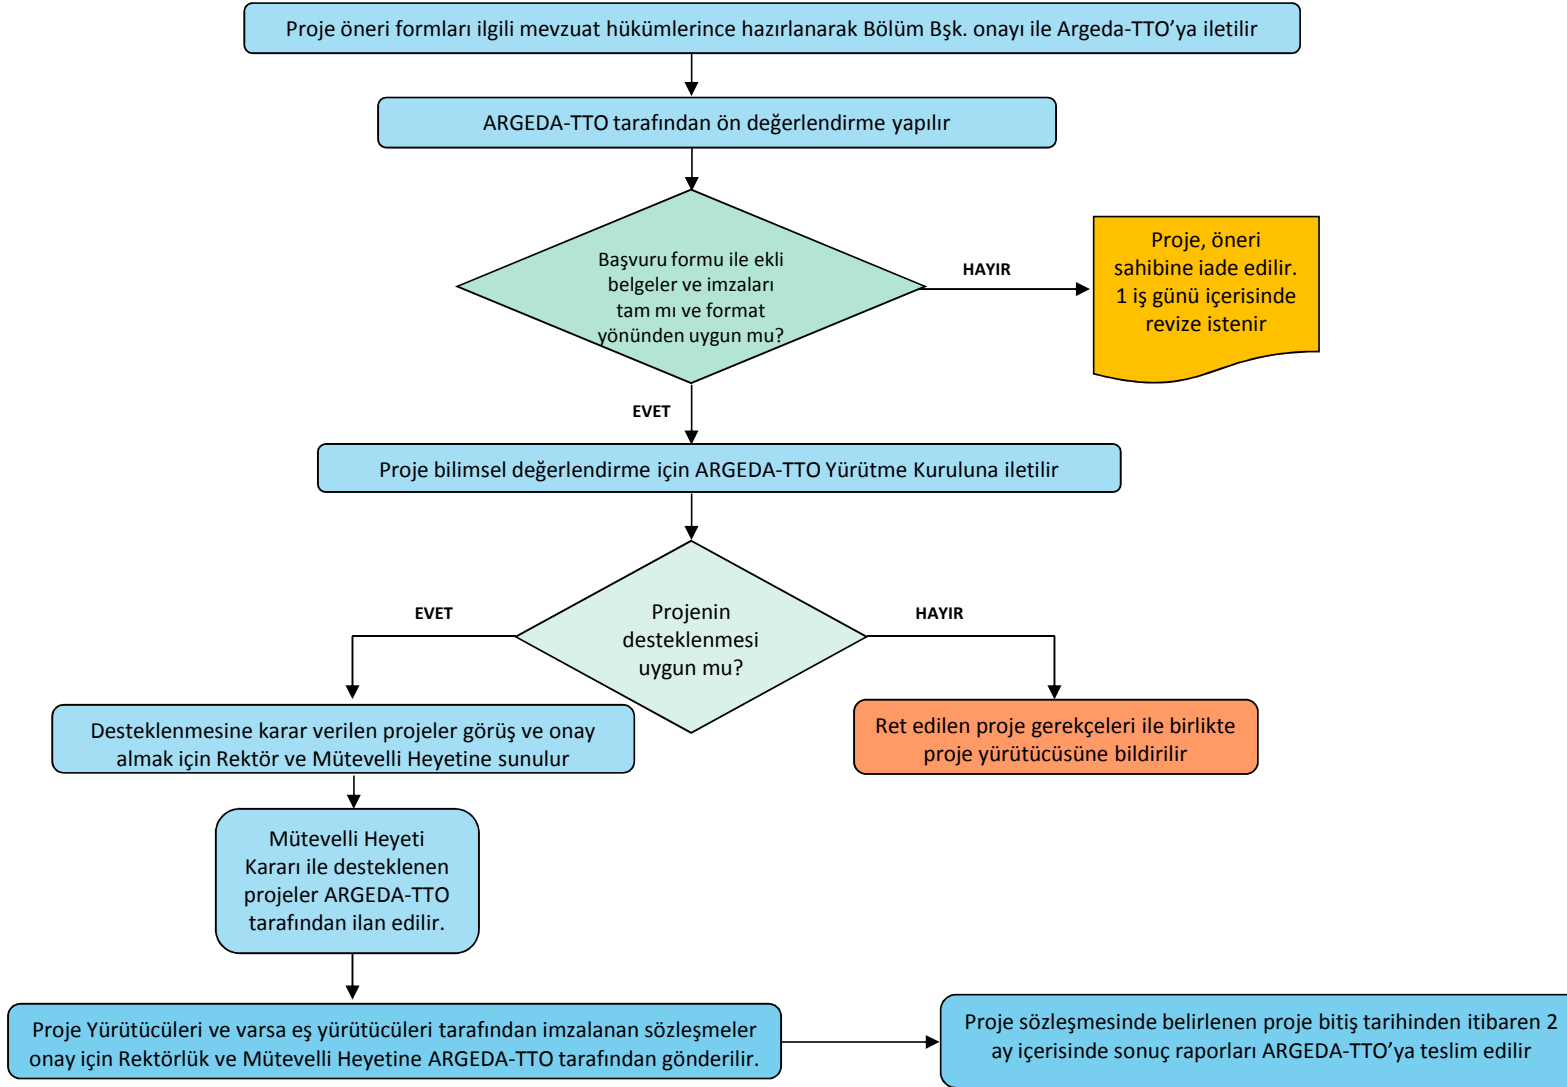 Proje öneri formları ilgili mevzuat hükümlerince hazırlanarak Bölüm Bşk. onayı ile Argeda-TTO’ya iletilir
ARGEDA-TTO tarafından ön değerlendirme yapılır
Başvuru formu ile ekli
belgeler ve imzaları
tam mı ve format
yönünden uygun mu?
HAYIR
Proje, öneri
sahibine iade edilir.
1 iş günü içerisinde
revize istenir
EVET
Proje bilimsel değerlendirme için ARGEDA-TTO Yürütme Kuruluna iletilir
Projenin
desteklenmesi
uygun mu?
EVET
HAYIR
Desteklenmesine karar verilen projeler görüş ve onay
almak için Rektör ve Mütevelli Heyetine sunulur
Ret edilen proje gerekçeleri ile birlikte
proje yürütücüsüne bildirilir
Mütevelli Heyeti
Kararı ile desteklenen
projeler ARGEDA-TTO
tarafından ilan edilir.
Proje Yürütücüleri ve varsa eş yürütücüleri tarafından imzalanan sözleşmeler
onay için Rektörlük ve Mütevelli Heyetine ARGEDA-TTO tarafından gönderilir.
Proje sözleşmesinde belirlenen proje bitiş tarihinden itibaren 2
ay içerisinde sonuç raporları ARGEDA-TTO’ya teslim edilir